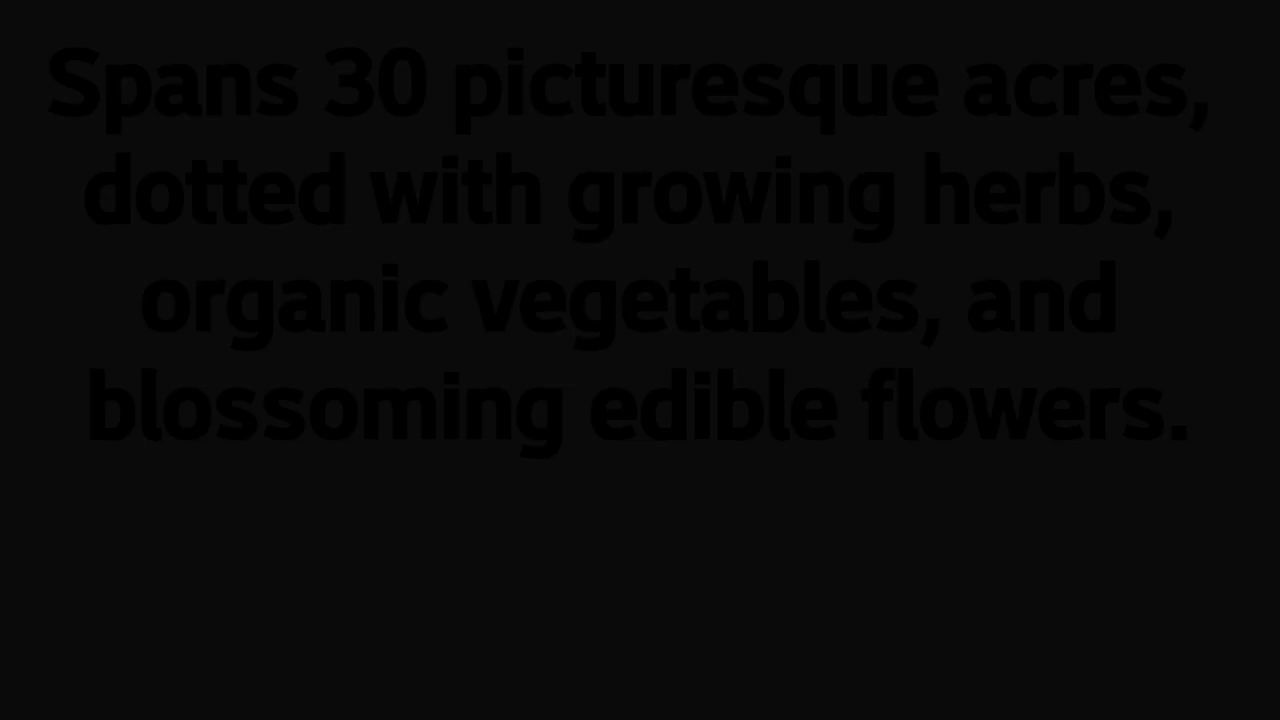 Spans 30 picturesque acres,
dotted with growing herbs,
organic vegetables, and
blossoming edible flowers.